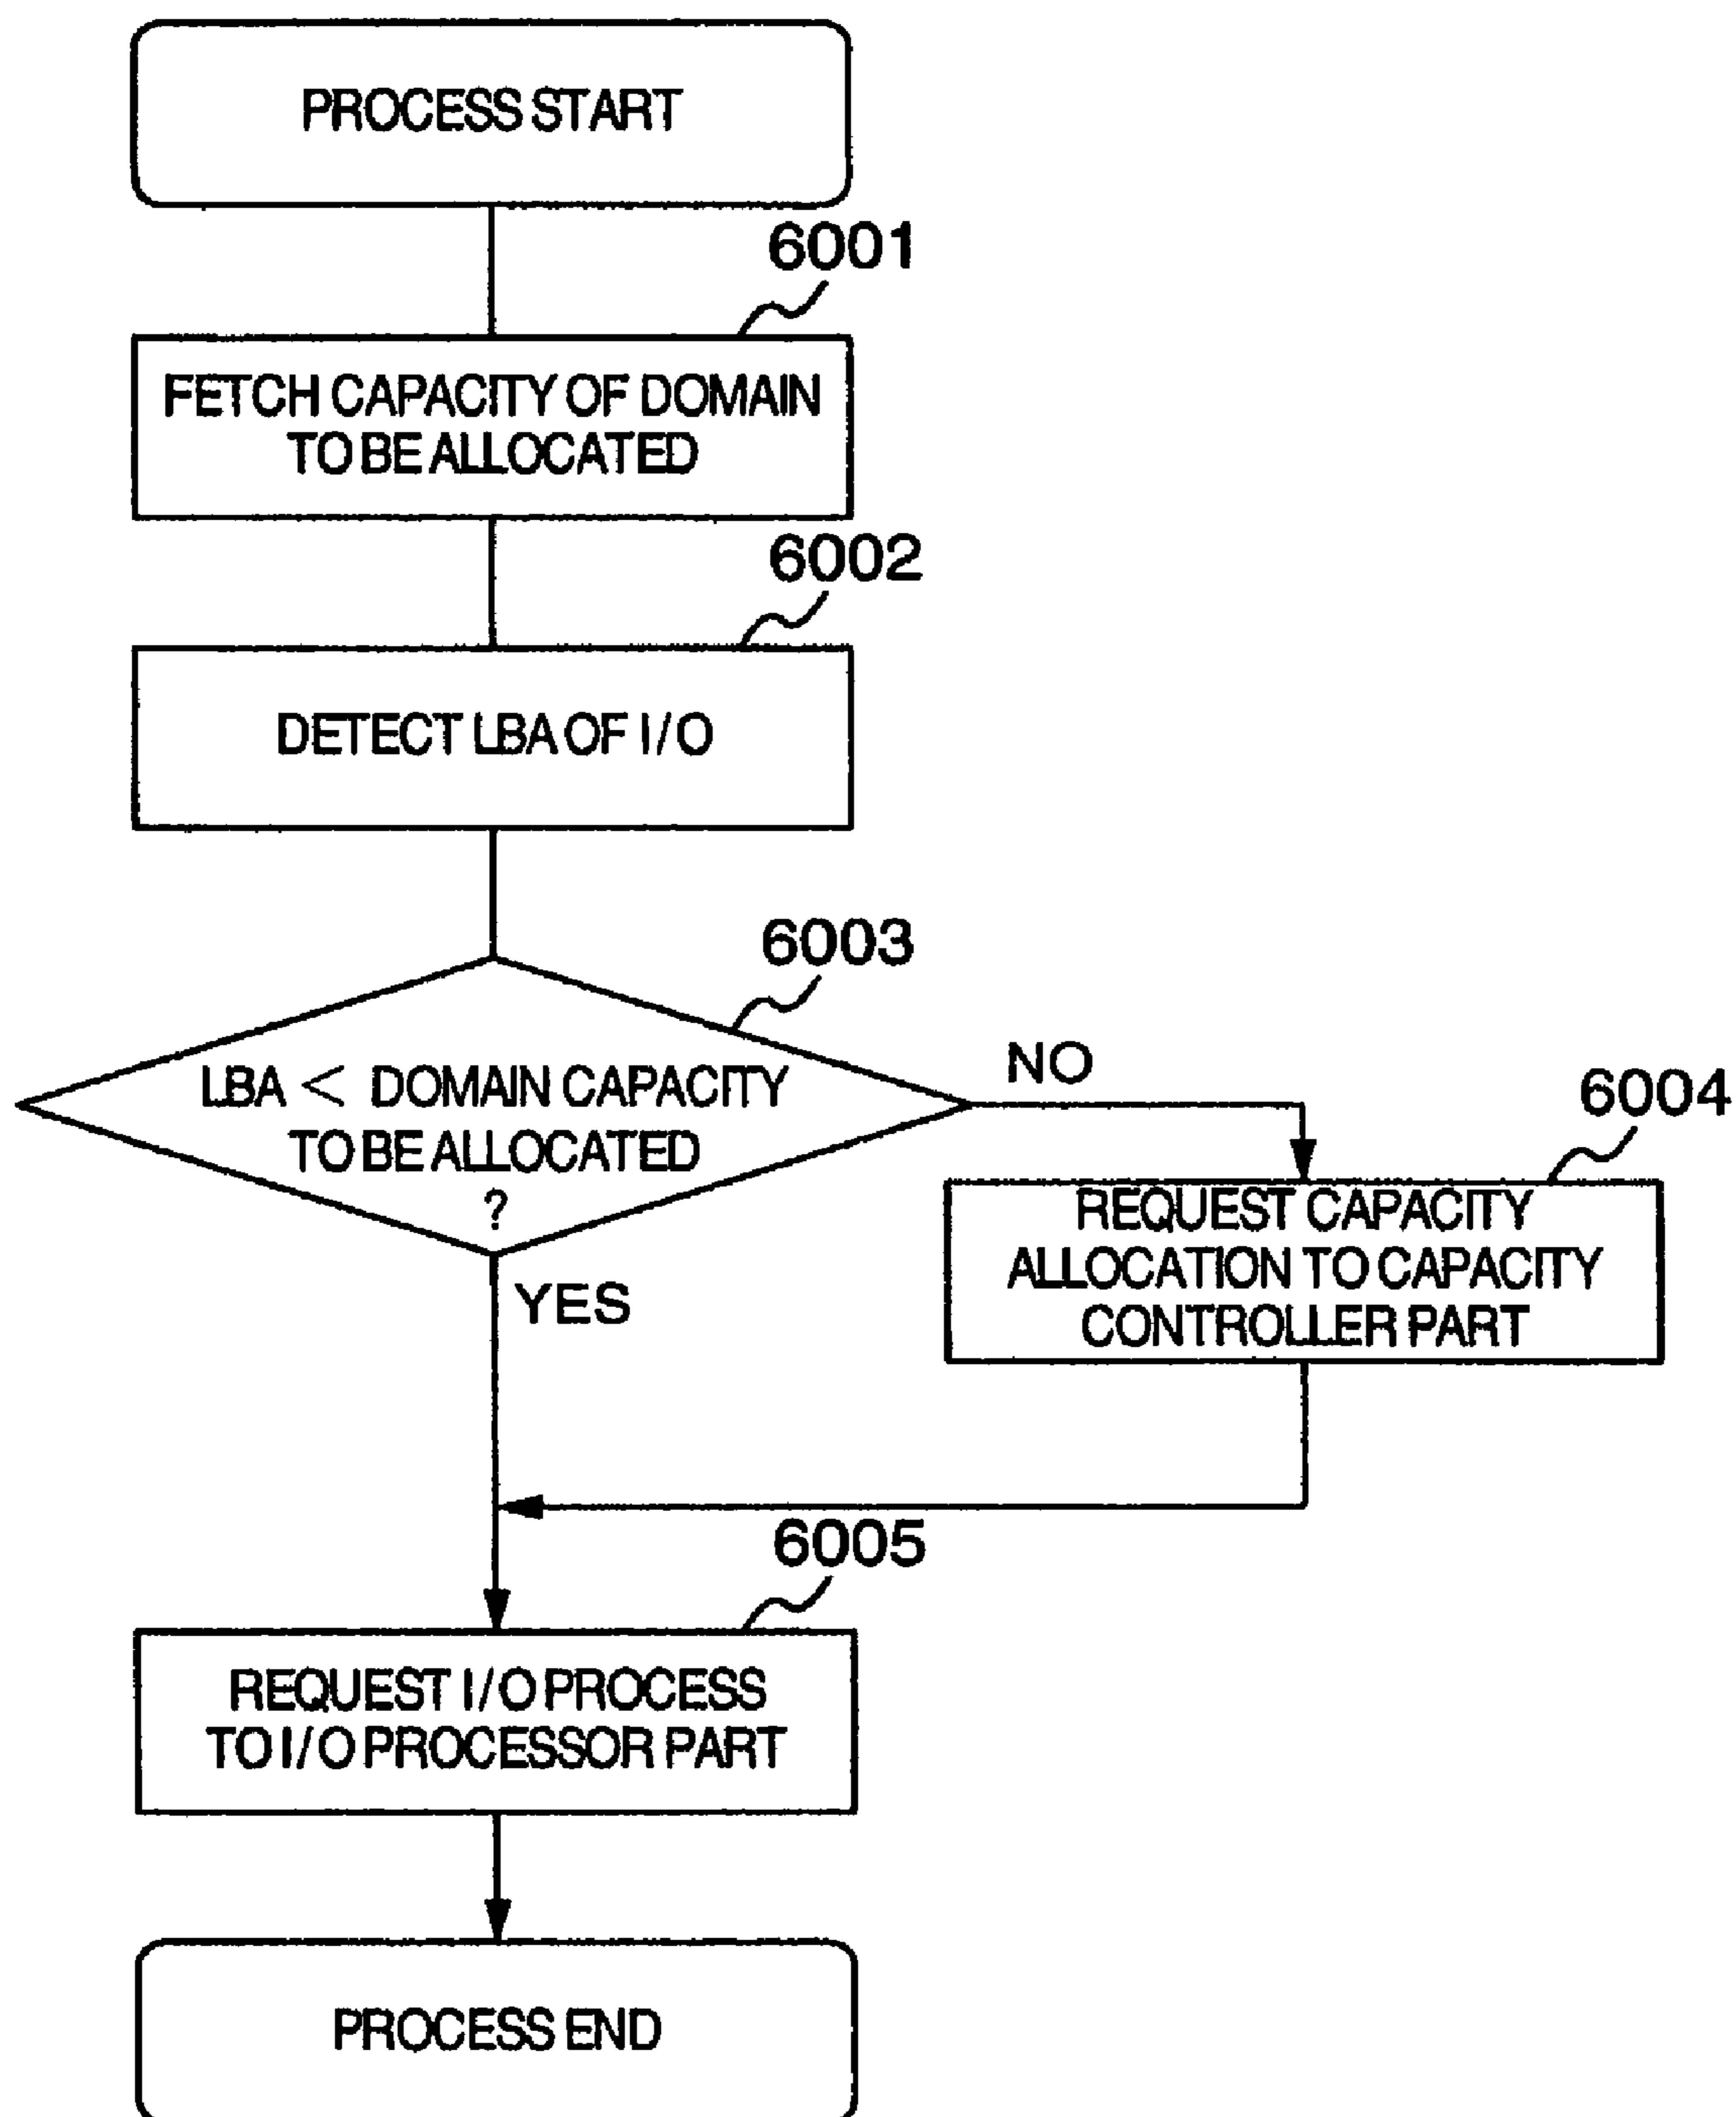 PROCESS START
6001
FETCH CAPACITY OF DOMAIN
TO BE ALLOCATED
6002
DETECT LBA OF I/O
6003
LBA < DOMAIN CAPACITY
TO BE ALLOCATED
?
NO
6004
REQUEST CAPACITY
ALLOCATION TO CAPACITY
CONTROLLER PART
YES
6005
REQUEST I/O PROCESS
TO I/O PROCESSOR PART
PROCESS END